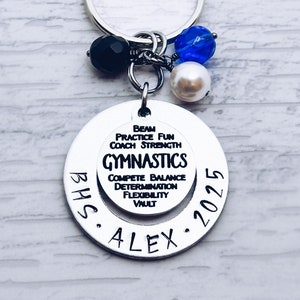 BEAM
PRACTICE FUN
COACH STRENGTH
GYMNASTICS
COMPETE BALANCE
DETERMINATION
FLEXIBILITY
VAULT
BHS • ALEX • 2025